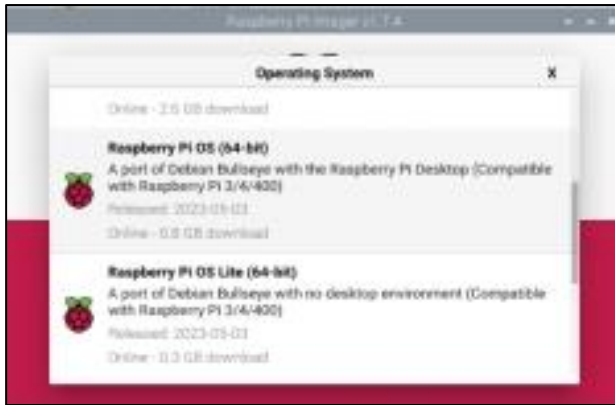 Raspberry Pi Imager v1.7.4
Operating System x
Online - 2.6 GB download
Raspberry Pi OS (64-bit)
A port of Debian Bullseye with the Raspberry Pi Desktop (Compatible
with Raspberry Pi 3/4/400)
Released: 2023-05-03
Online - 0.8 GB download
Raspberry Pi OS Lite (64-bit)
A port of Debian Bullseye with no desktop environment (Compatible
with Raspberry Pi 3/4/400)
Released: 2023-05-03
Online - 0.3 GB download